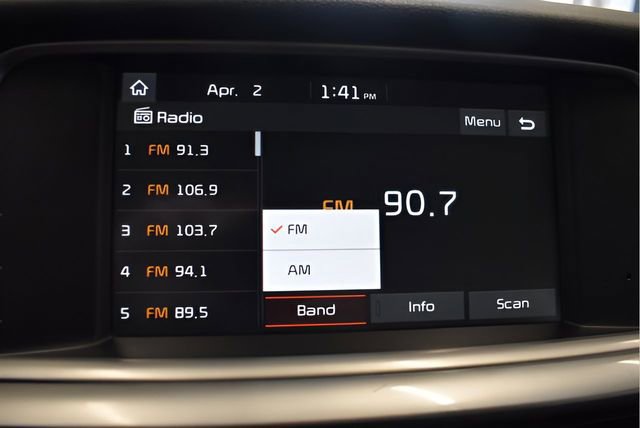 Apr. 2 1:41 PM
Radio
Menu
1 FM 91.3
2 FM 106.9
3 FM 103.7
4 FM 94.1
5 FM 89.5
FM 90.7
FM
AM
Band
Info
Scan